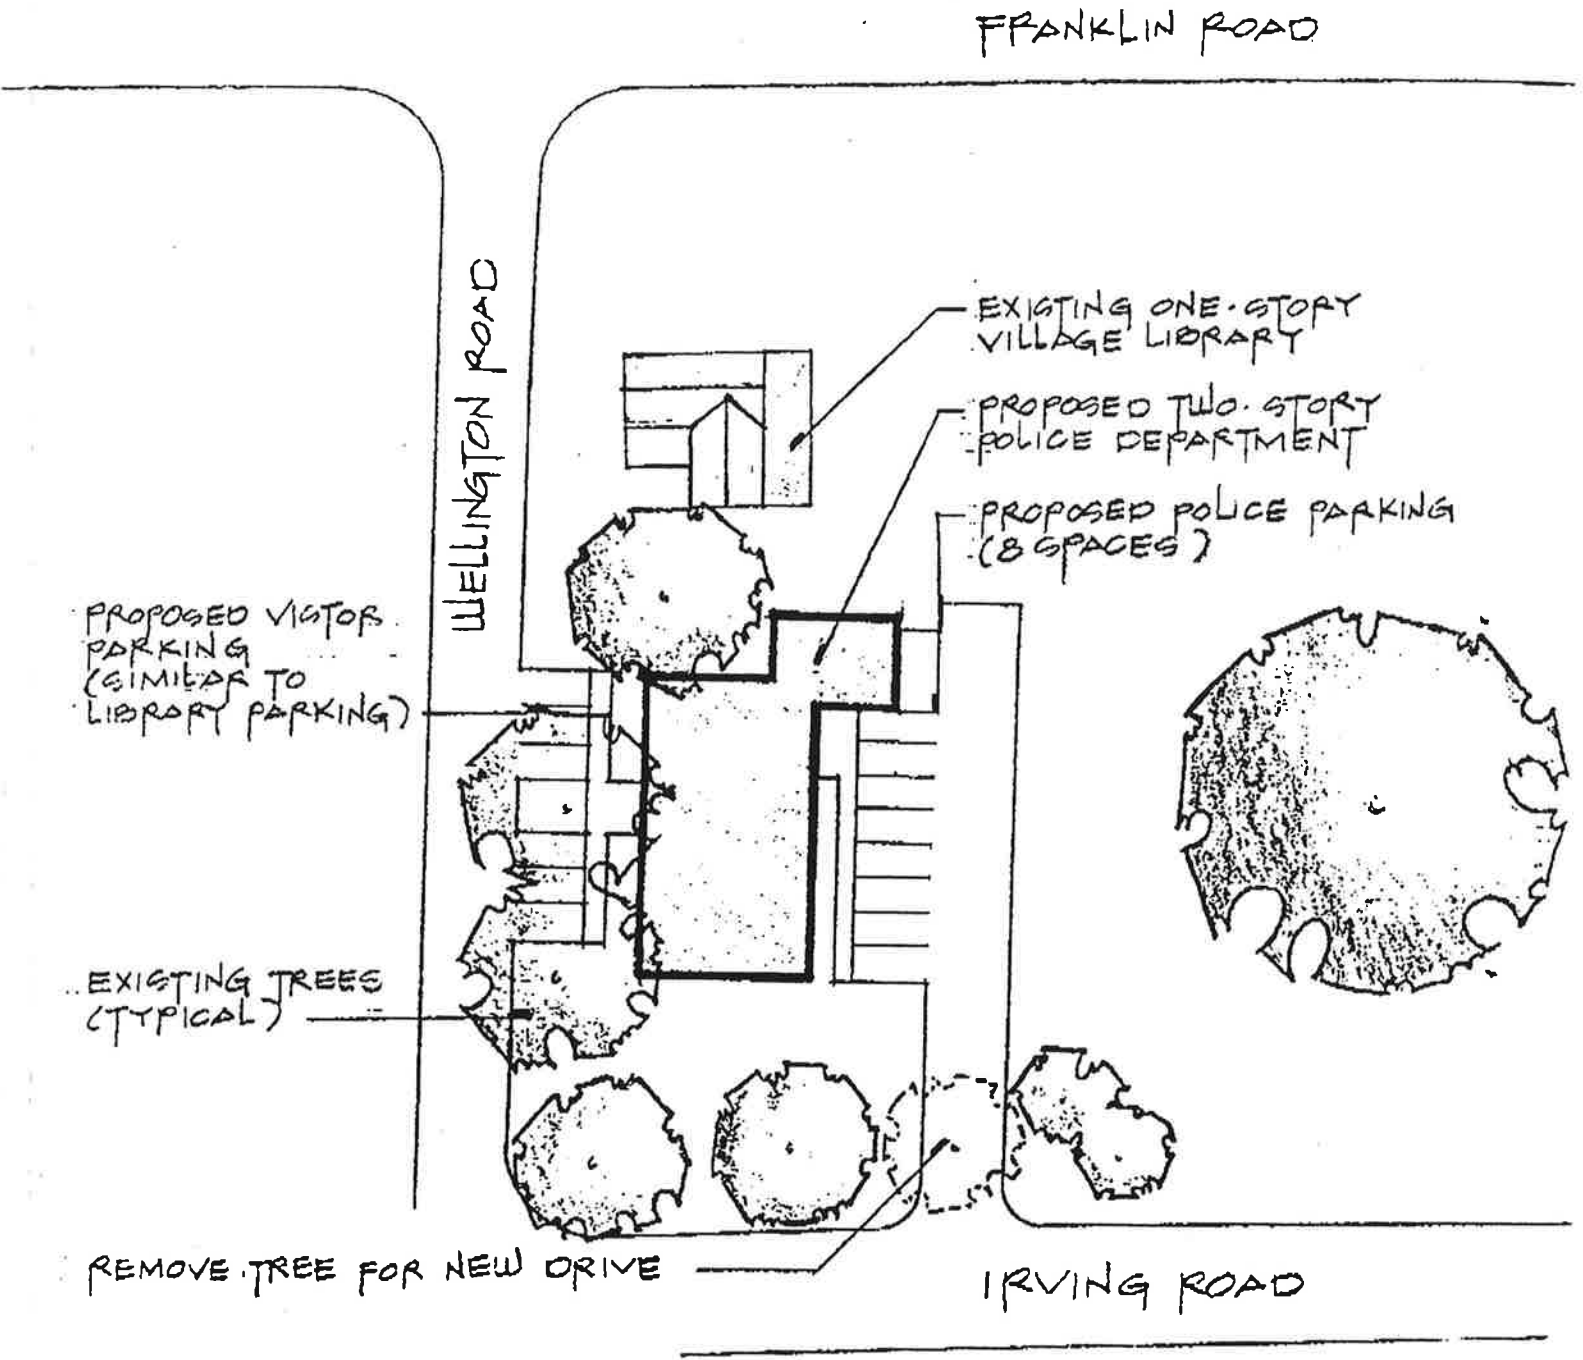 FRANKLIN ROAD
WELLINGTON ROAD
EXISTING ONE-STORY
VILLAGE LIBRARY
PROPOSED TWO-STORY
POLICE DEPARTMENT
PROPOSED POLICE PARKING
(8 SPACES)
PROPOSED VISTOR
PARKING
(SIMILAR TO
LIBRARY PARKING)
EXISTING TREES
(TYPICAL)
REMOVE TREE FOR NEW DRIVE
IRVING ROAD